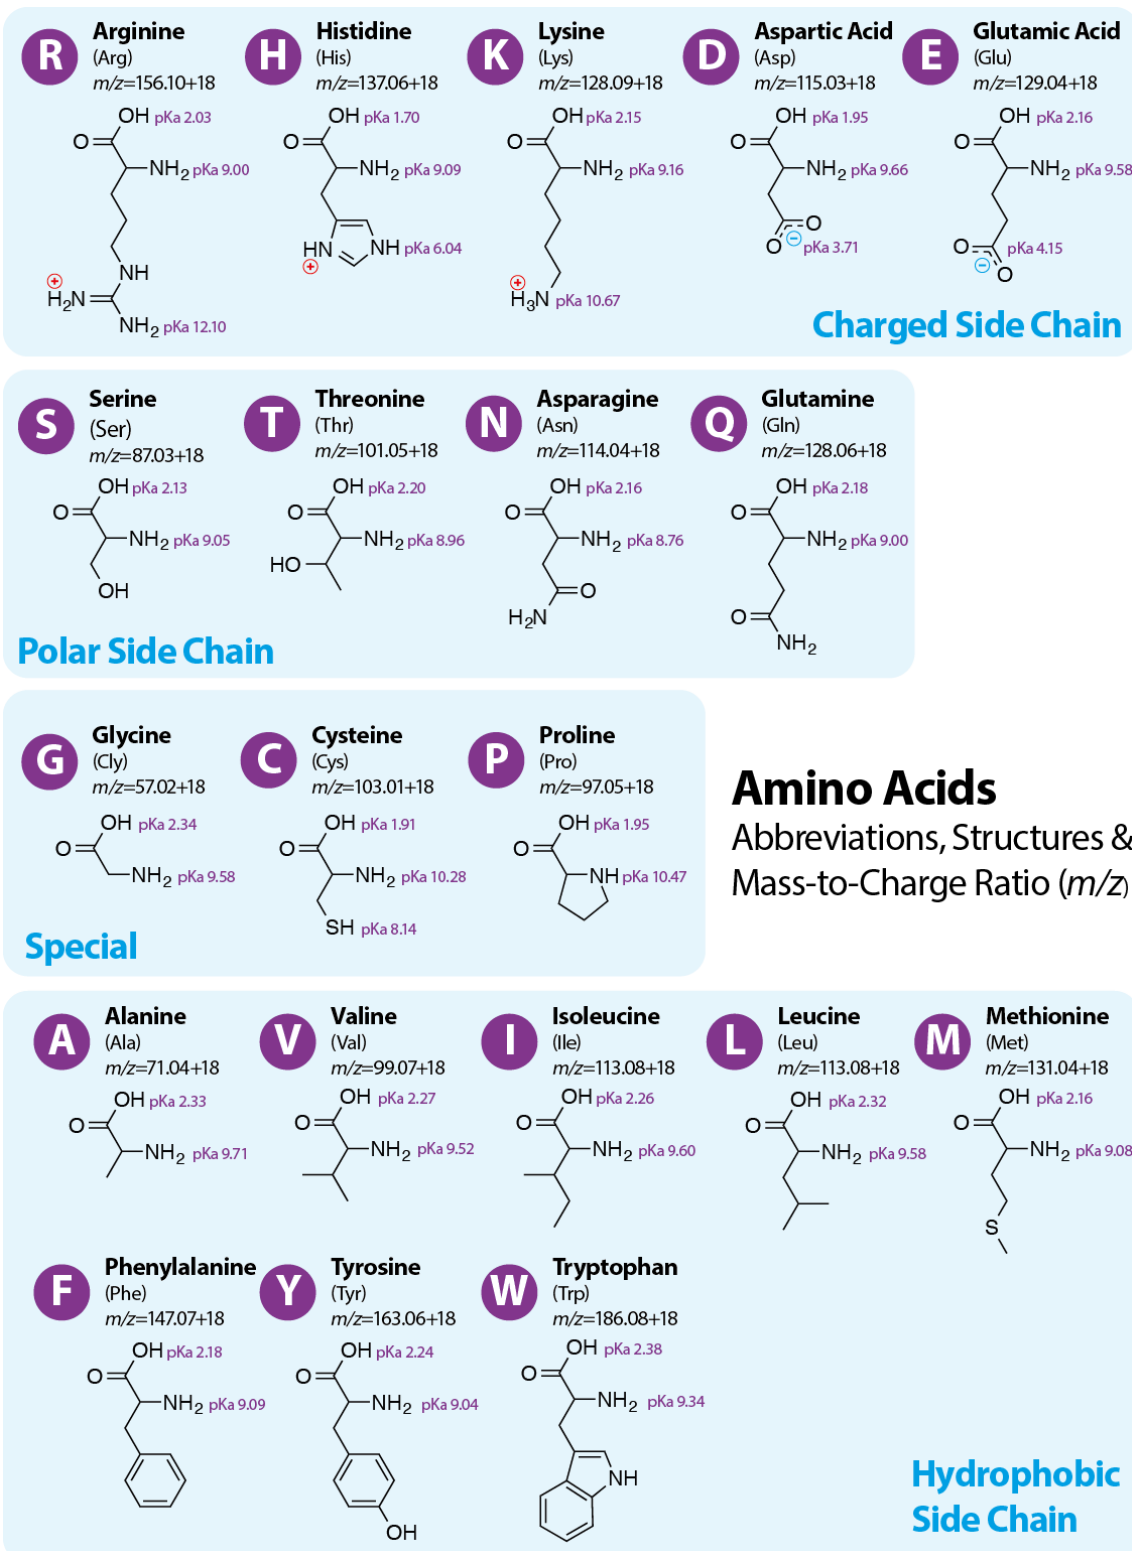 R
Arginine
(Arg)
m/z=156.10+18
OH pKa 2.03
O
NH2 pKa 9.00
NH
H2N
+
NH2 pKa 12.10
H
Histidine
(His)
m/z=137.06+18
OH pKa 1.70
O
NH2 pKa 9.09
HN
+
NH pKa 6.04
K
Lysine
(Lys)
m/z=128.09+18
OH pKa 2.15
O
NH2 pKa 9.16
+
H3N pKa 10.67
D
Aspartic Acid
(Asp)
m/z=115.03+18
OH pKa 1.95
O
NH2 pKa 9.66
O
−
O pKa 3.71
E
Glutamic Acid
(Glu)
m/z=129.04+18
OH pKa 2.16
O
NH2 pKa 9.58
O pKa 4.15
−
O
Charged Side Chain
S
Serine
(Ser)
m/z=87.03+18
OH pKa 2.13
O
NH2 pKa 9.05
OH
T
Threonine
(Thr)
m/z=101.05+18
OH pKa 2.20
O
NH2 pKa 8.96
HO
N
Asparagine
(Asn)
m/z=114.04+18
OH pKa 2.16
O
NH2 pKa 8.76
O
H2N
Q
Glutamine
(Gln)
m/z=128.06+18
OH pKa 2.18
O
NH2 pKa 9.00
O
NH2
Polar Side Chain
G
Glycine
(Cly)
m/z=57.02+18
OH pKa 2.34
O
NH2 pKa 9.58
C
Cysteine
(Cys)
m/z=103.01+18
OH pKa 1.91
O
NH2 pKa 10.28
SH pKa 8.14
P
Proline
(Pro)
m/z=97.05+18
OH pKa 1.95
O
NH pKa 10.47
Special
Amino Acids
Abbreviations, Structures &
Mass-to-Charge Ratio (m/z)
A
Alanine
(Ala)
m/z=71.04+18
OH pKa 2.33
O
NH2 pKa 9.71
V
Valine
(Val)
m/z=99.07+18
OH pKa 2.27
O
NH2 pKa 9.52
I
Isoleucine
(Ile)
m/z=113.08+18
OH pKa 2.26
O
NH2 pKa 9.60
L
Leucine
(Leu)
m/z=113.08+18
OH pKa 2.32
O
NH2 pKa 9.58
M
Methionine
(Met)
m/z=131.04+18
OH pKa 2.16
O
NH2 pKa 9.08
S
F
Phenylalanine
(Phe)
m/z=147.07+18
OH pKa 2.18
O
NH2 pKa 9.09
Y
Tyrosine
(Tyr)
m/z=163.06+18
OH pKa 2.24
O
NH2 pKa 9.04
OH
W
Tryptophan
(Trp)
m/z=186.08+18
OH pKa 2.38
O
NH2 pKa 9.34
NH
Hydrophobic
Side Chain